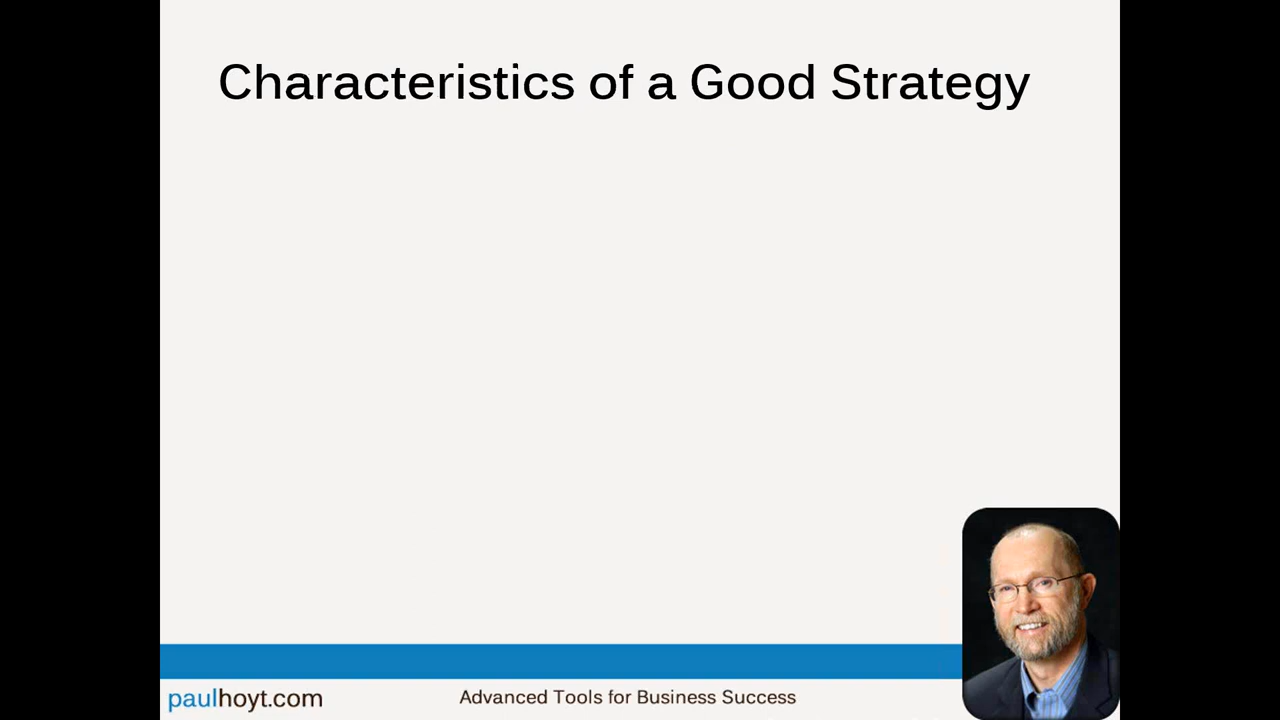 Characteristics of a Good Strategy
paulhoyt.com
Advanced Tools for Business Success